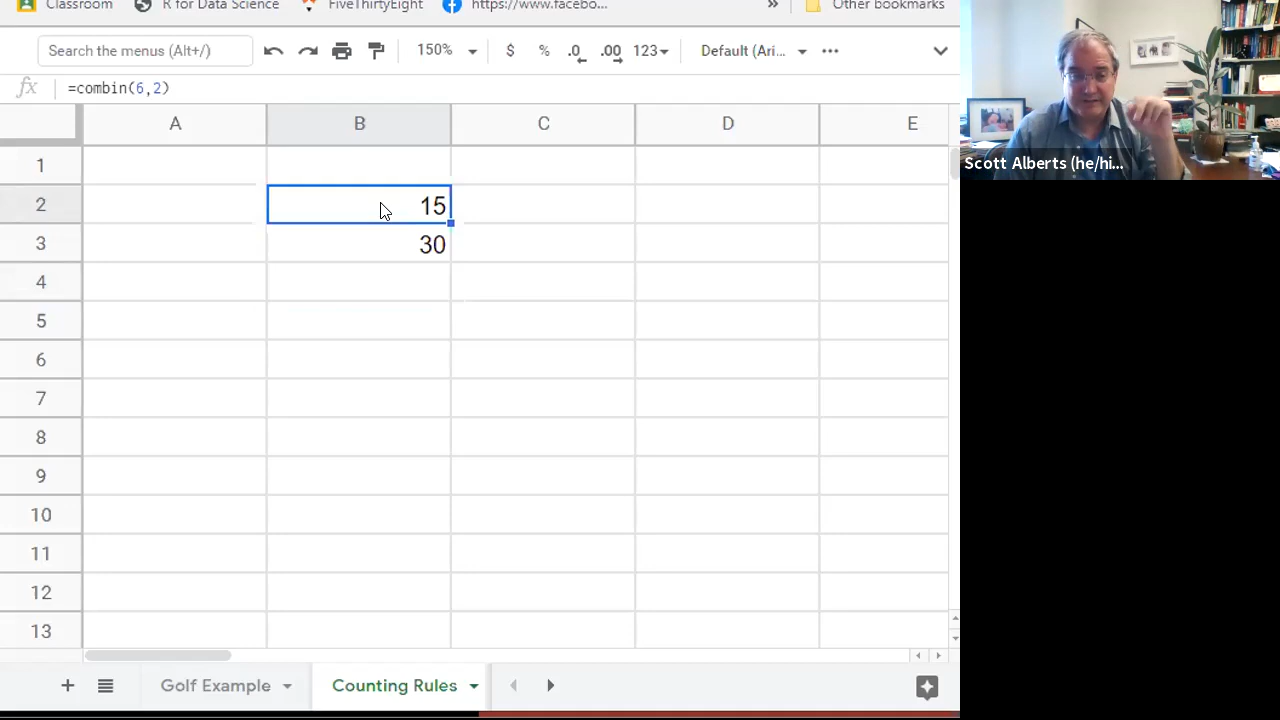 Classroom R for Data Science FiveThirtyEight https://www.facebo... » Other bookmarks
Search the menus (Alt+/) 150% $ % .0 .00 123 Default (Ari... •••
fx =combin(6,2)
A B C D E
1
2 15
3 30
4
5
6
7
8
9
10
11
12
13
Scott Alberts (he/hi...
+ Golf Example Counting Rules